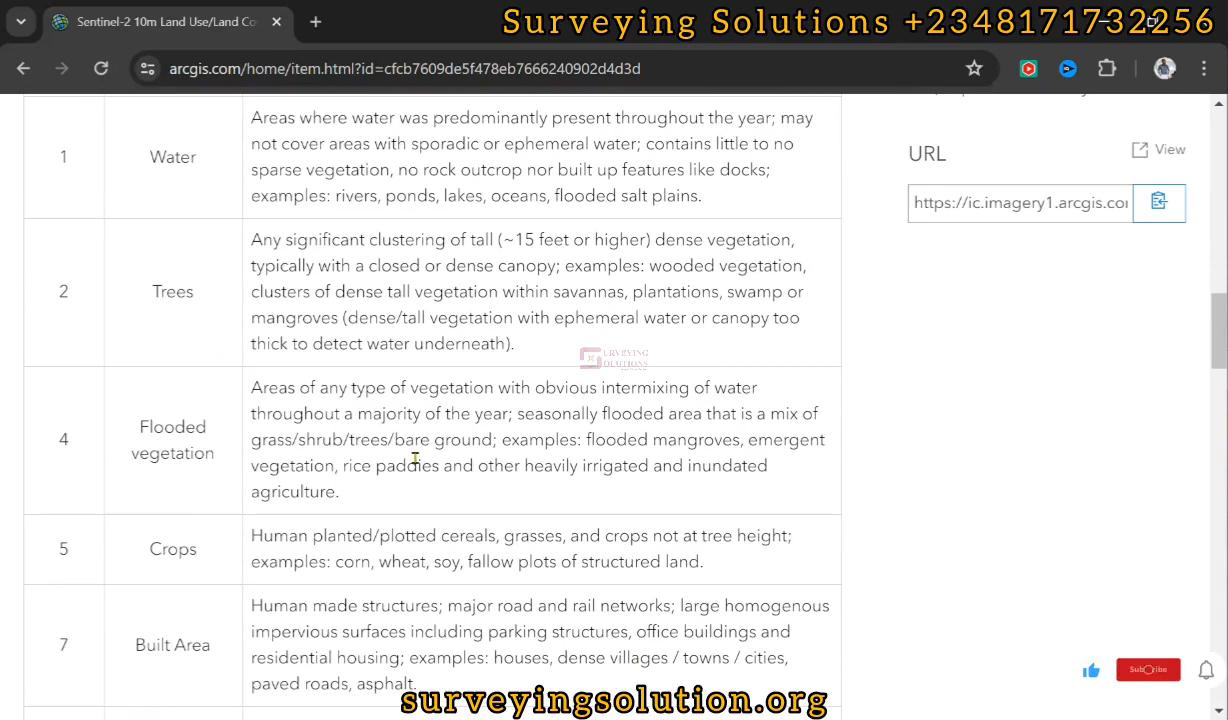 Sentinel-2 10m Land Use/Land Co
Surveying Solutions +2348171732256
arcgis.com/home/item.html?id=cfcb7609de5f478eb7666240902d4d3d
1
Water
Areas where water was predominantly present throughout the year; may
not cover areas with sporadic or ephemeral water; contains little to no
sparse vegetation, no rock outcrop nor built up features like docks;
examples: rivers, ponds, lakes, oceans, flooded salt plains.
URL
View
https://ic.imagery1.arcgis.co
2
Trees
Any significant clustering of tall (~15 feet or higher) dense vegetation,
typically with a closed or dense canopy; examples: wooded vegetation,
clusters of dense tall vegetation within savannas, plantations, swamp or
mangroves (dense/tall vegetation with ephemeral water or canopy too
thick to detect water underneath).
SURVEYING
SOLUTIONS
4
Flooded
vegetation
Areas of any type of vegetation with obvious intermixing of water
throughout a majority of the year; seasonally flooded area that is a mix of
grass/shrub/trees/bare ground; examples: flooded mangroves, emergent
vegetation, rice paddies and other heavily irrigated and inundated
agriculture.
5
Crops
Human planted/plotted cereals, grasses, and crops not at tree height;
examples: corn, wheat, soy, fallow plots of structured land.
7
Built Area
Human made structures; major road and rail networks; large homogenous
impervious surfaces including parking structures, office buildings and
residential housing; examples: houses, dense villages / towns / cities,
paved roads, asphalt.
Subscribe
surveyingsolution.org